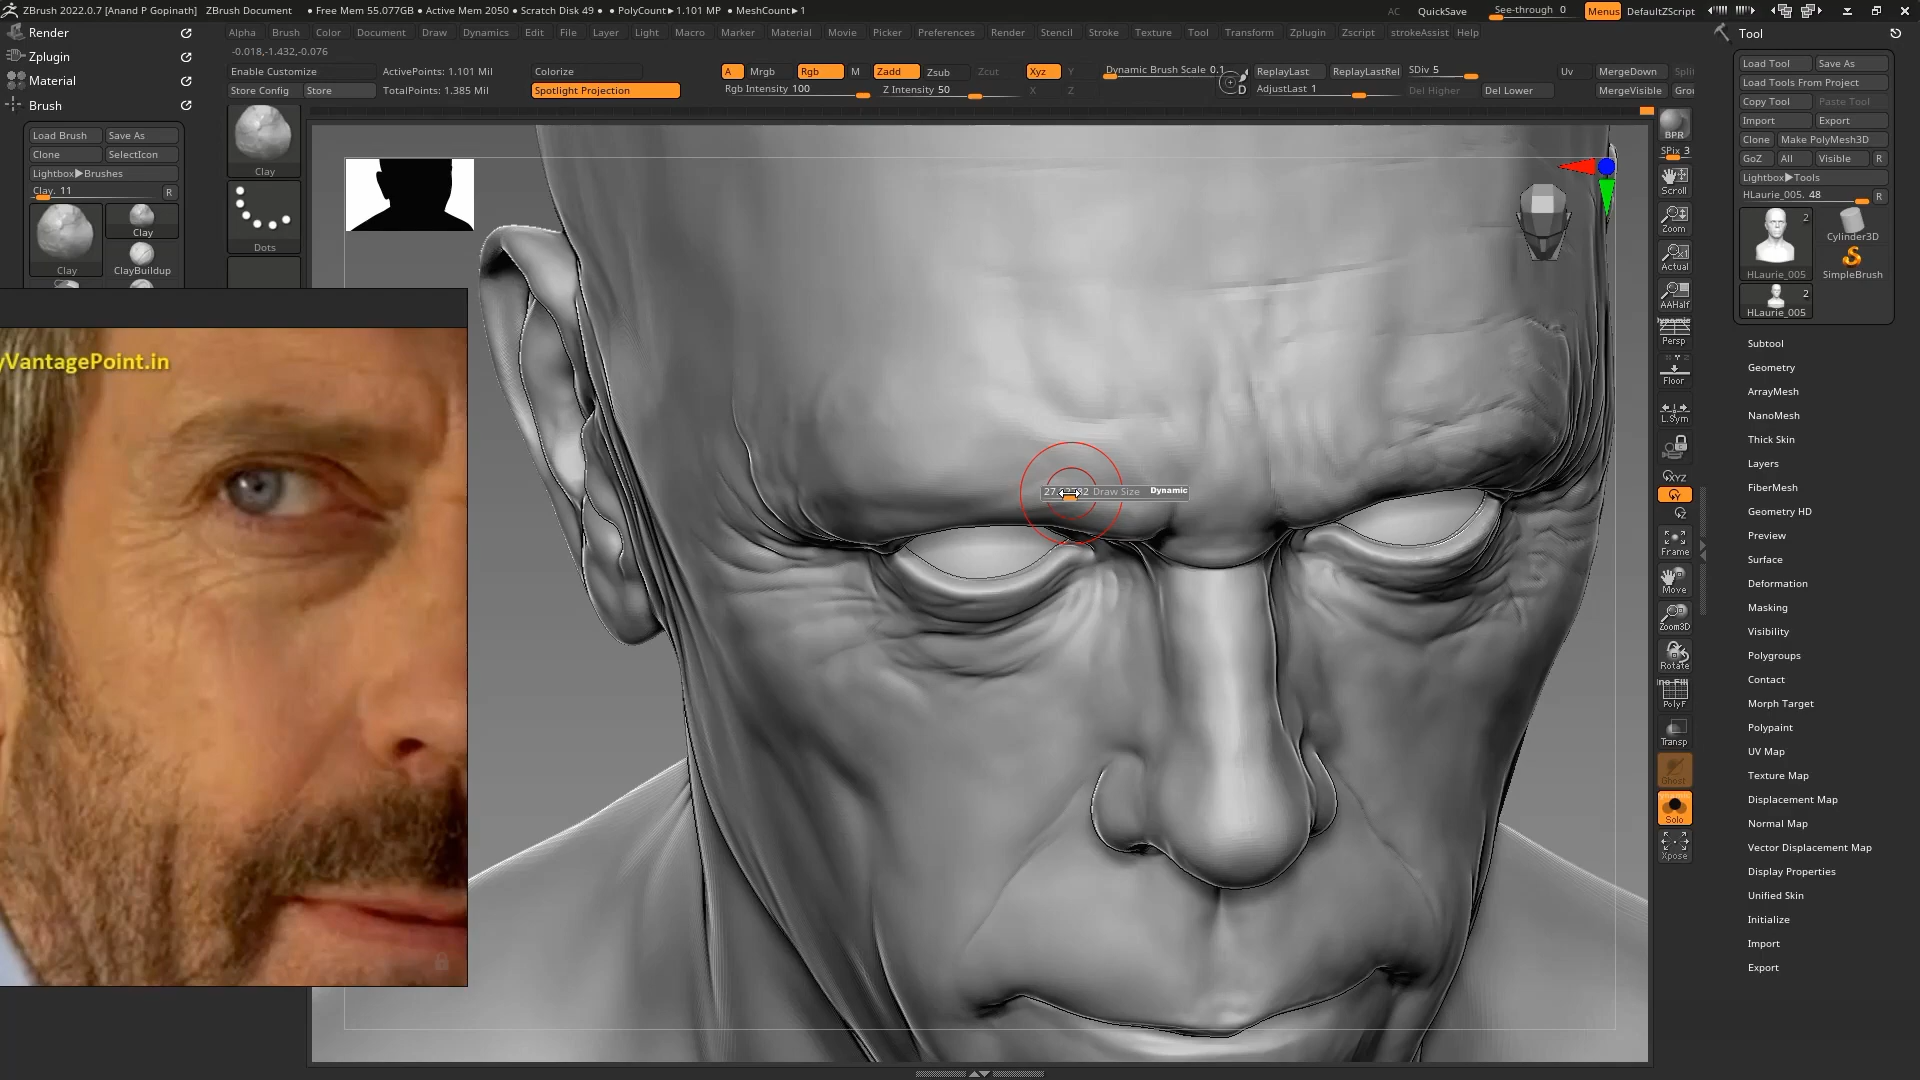 ZBrush 2022.0.7 [Anand P Gopinath] ZBrush Document • Free Mem 55.077GB • Active Mem 2050 • Scratch Disk 49 • • PolyCount▶1.101 MP • MeshCount▶1
AC QuickSave See-through 0 Menus DefaultZScript
Render
Zplugin
Material
Brush
Alpha Brush Color Document Draw Dynamics Edit File Layer Light Macro Marker Material Movie Picker Preferences Render Stencil Stroke Texture Tool Transform Zplugin Zscript strokeAssist Help
-0.018,-1.432,-0.076
Enable Customize ActivePoints: 1.101 Mil Colorize A Mrgb Rgb M Zadd Zsub Zcut Xyz Y Dynamic Brush Scale 0.1 ReplayLast ReplayLastRel SDiv 5 Uv MergeDown Split
Store Config Store TotalPoints: 1.385 Mil Spotlight Projection Rgb Intensity 100 Z Intensity 50 X Z D AdjustLast 1 Del Higher Del Lower MergeVisible Grou
Load Brush Save As
Clone SelectIcon
Lightbox▶Brushes
Clay. 11 R
Clay
Clay
ClayBuildup
Clay
Dots
yVantagePoint.in
Draw Size Dynamic
BPR
SPix 3
Scroll
Zoom
Actual
AAHalf
Dynamic
Persp
Floor
L.Sym
XYZ
Y
Z
Frame
Move
Zoom3D
Rotate
PolyF
Transp
Ghost
Solo
Xpose
Tool
Load Tool Save As
Load Tools From Project
Copy Tool Paste Tool
Import Export
Clone Make PolyMesh3D
GoZ All Visible R
Lightbox▶Tools
HLaurie_005. 48 R
2
HLaurie_005
Cylinder3D
SimpleBrush
2
HLaurie_005
Subtool
Geometry
ArrayMesh
NanoMesh
Thick Skin
Layers
FiberMesh
Geometry HD
Preview
Surface
Deformation
Masking
Visibility
Polygroups
Contact
Morph Target
Polypaint
UV Map
Texture Map
Displacement Map
Normal Map
Vector Displacement Map
Display Properties
Unified Skin
Initialize
Import
Export